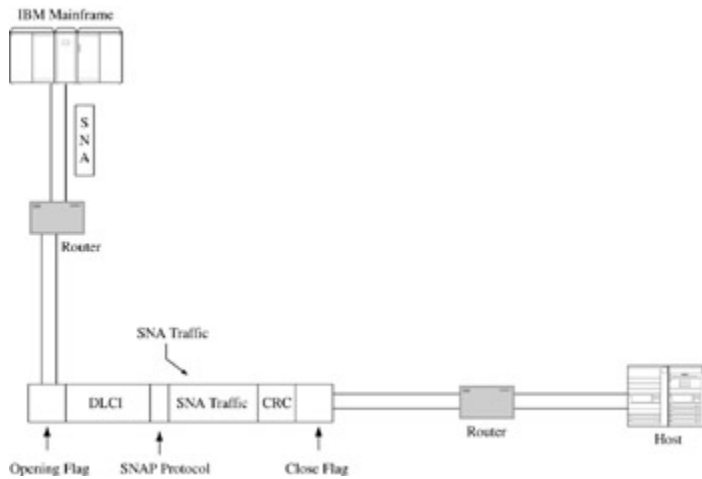 IBM Mainframe
S
N
A
Router
SNA Traffic
DLCI
SNA Traffic
CRC
Router
Host
Opening Flag
SNAP Protocol
Close Flag